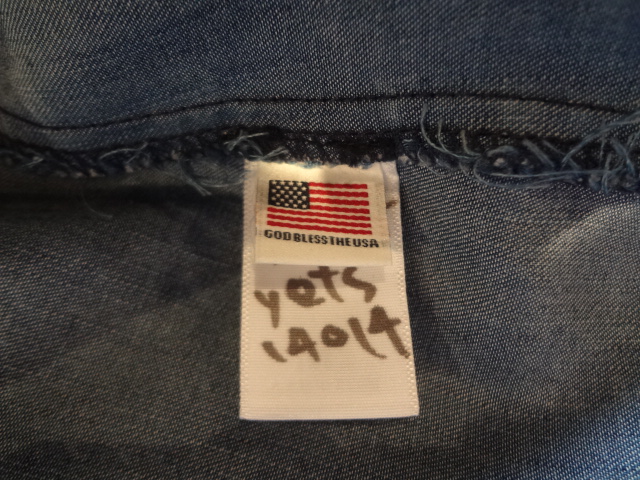 GOD BLESS THE USA
yets
14014